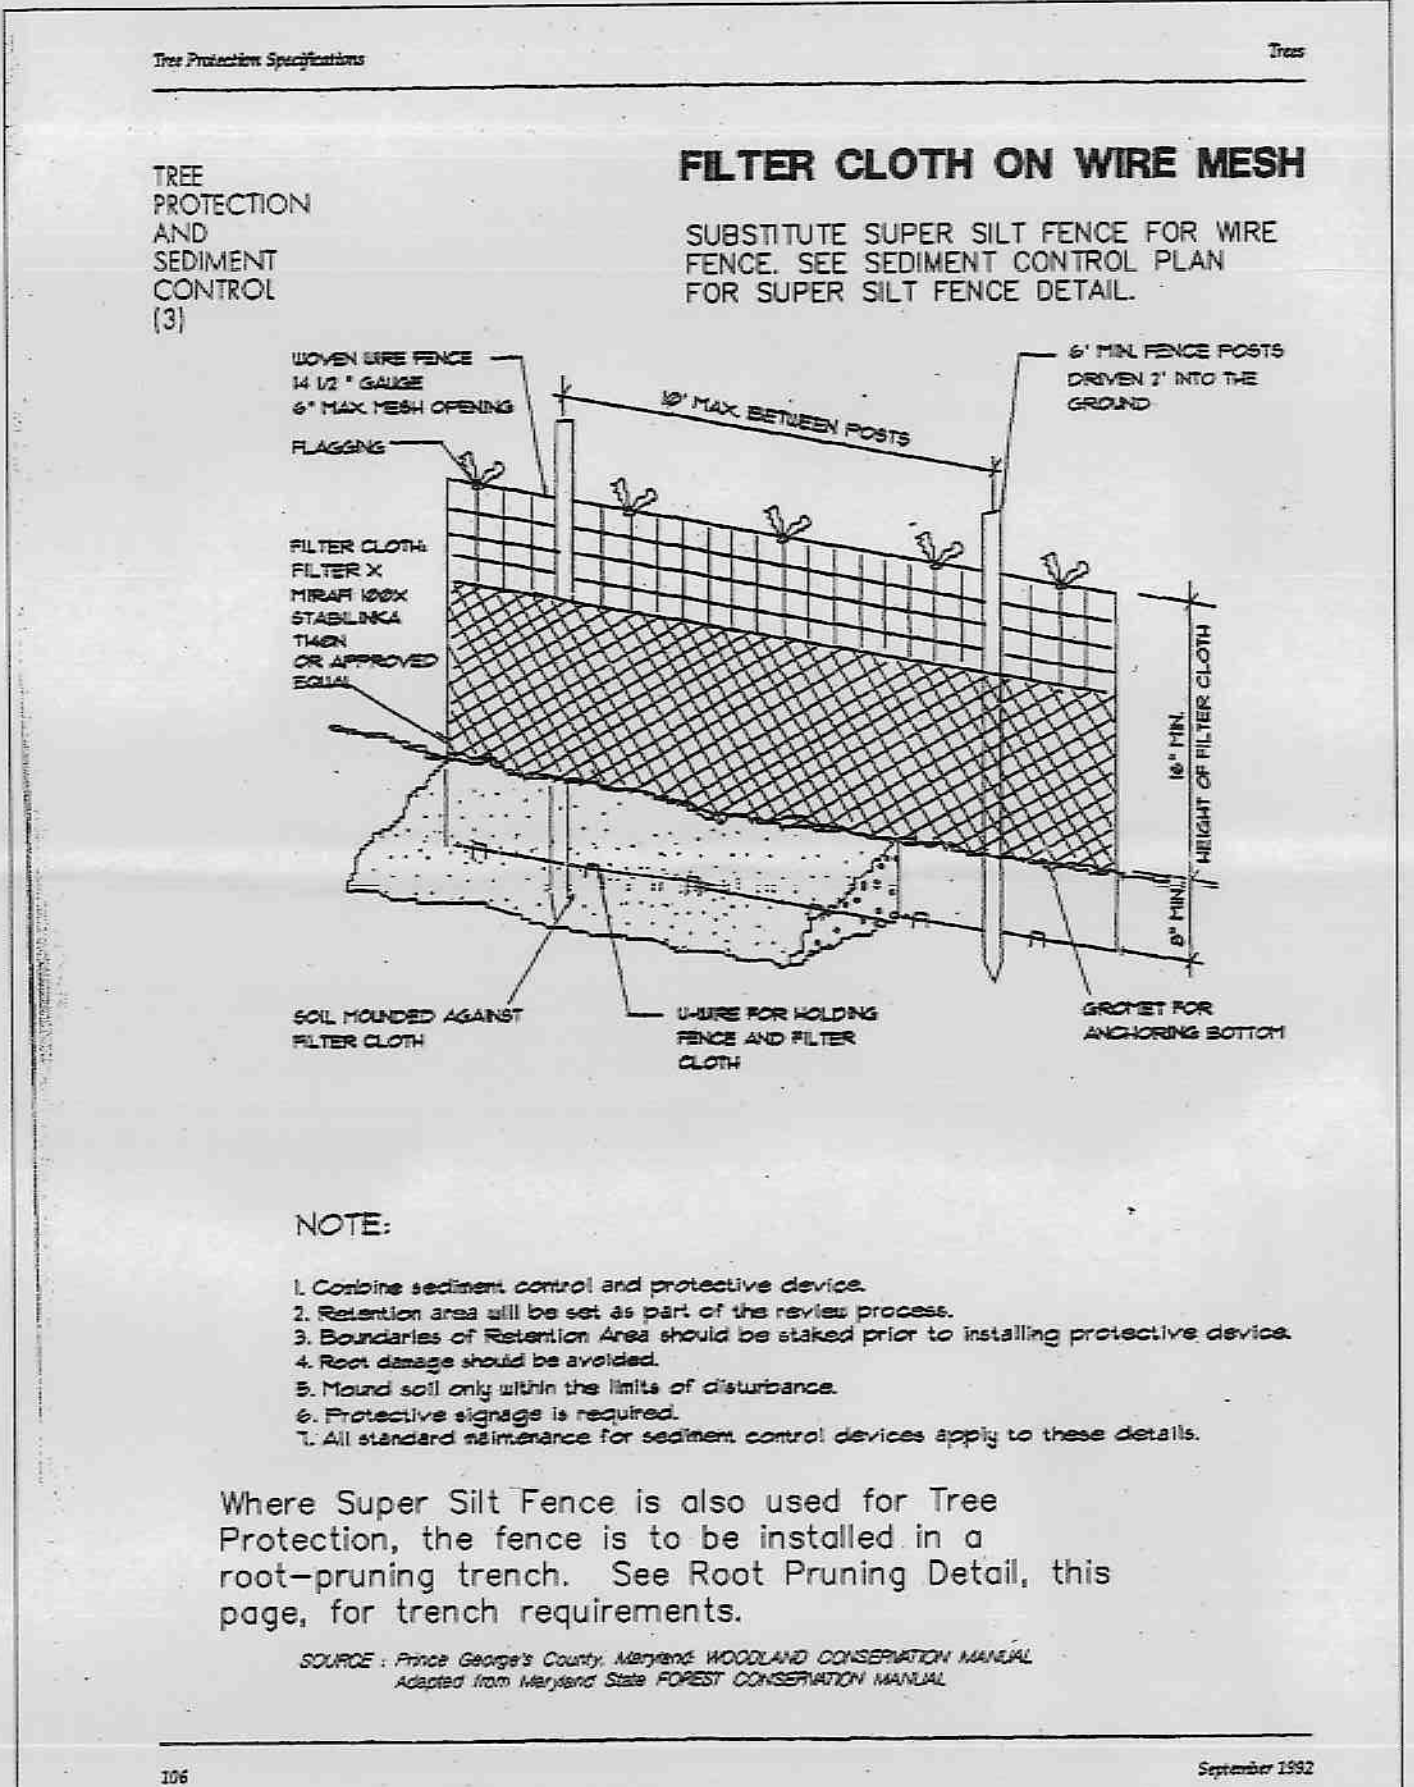 Tree Protection Specifications
Trees
TREE
PROTECTION
AND
SEDIMENT
CONTROL
(3)
FILTER CLOTH ON WIRE MESH
SUBSTITUTE SUPER SILT FENCE FOR WIRE
FENCE. SEE SEDIMENT CONTROL PLAN
FOR SUPER SILT FENCE DETAIL.
WOVEN WIRE FENCE
14 1/2 " GAUGE
6" MAX. MESH OPENING
FLAGGING
10' MAX. BETWEEN POSTS
6' MIN. FENCE POSTS
DRIVEN 2' INTO THE
GROUND
FILTER CLOTH:
FILTER X
MIRAFI 100X
STABILINKA
OR APPROVED
EQUAL
16" MIN.
HEIGHT OF FILTER CLOTH
8" MIN.
SOIL MOUNDED AGAINST
FILTER CLOTH
U-WIRE FOR HOLDING
FENCE AND FILTER
CLOTH
GROMET FOR
ANCHORING BOTTOM
NOTE:
1. Combine sediment control and protective device.
2. Retention area will be set as part of the review process.
3. Boundaries of Retention Area should be staked prior to installing protective device.
4. Root damage should be avoided.
5. Mound soil only within the limits of disturbance.
6. Protective signage is required.
7. All standard maintenance for sediment control devices apply to these details.
Where Super Silt Fence is also used for Tree
Protection, the fence is to be installed in a
root-pruning trench. See Root Pruning Detail, this
page, for trench requirements.
SOURCE : Prince George's County, Maryland WOODLAND CONSERVATION MANUAL
Adapted from Maryland State FOREST CONSERVATION MANUAL
106
September 1992